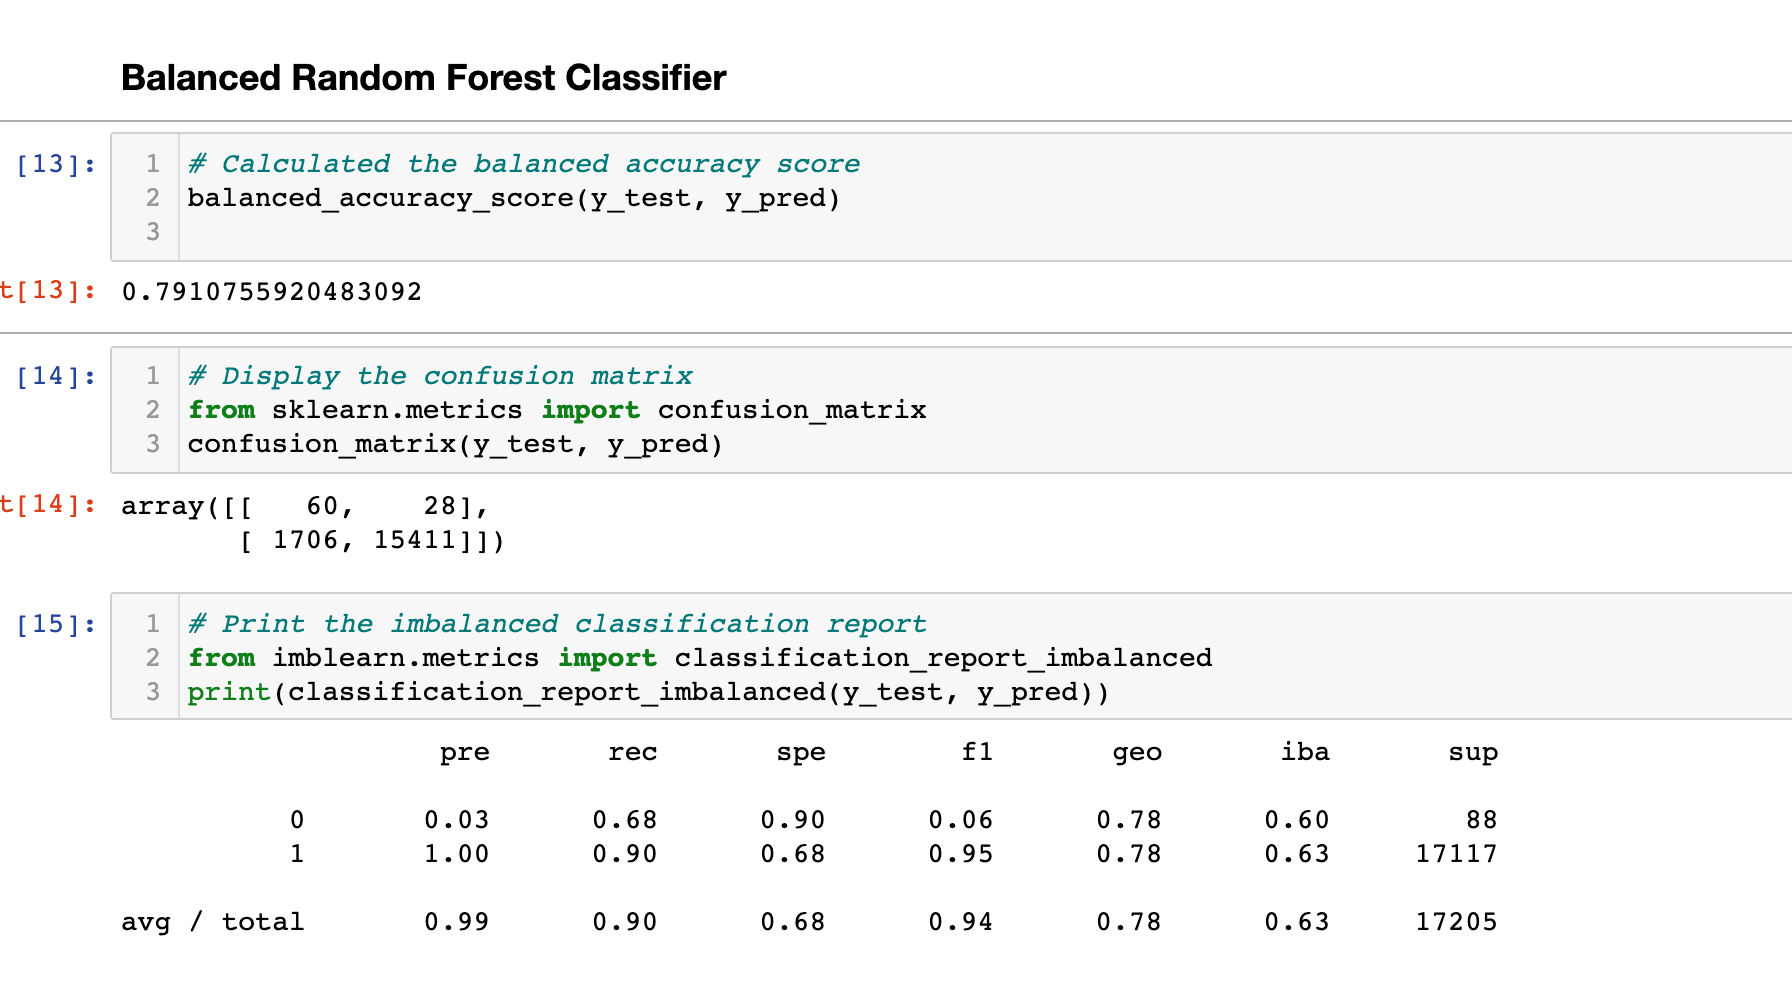 Balanced Random Forest Classifier
[13]:
1 # Calculated the balanced accuracy score
2 balanced_accuracy_score(y_test, y_pred)
3
t[13]: 0.7910755920483092
[14]:
1 # Display the confusion matrix
2 from sklearn.metrics import confusion_matrix
3 confusion_matrix(y_test, y_pred)
t[14]: array([[   60,    28],
       [ 1706, 15411]])
[15]:
1 # Print the imbalanced classification report
2 from imblearn.metrics import classification_report_imbalanced
3 print(classification_report_imbalanced(y_test, y_pred))
pre rec spe f1 geo iba sup
0 0.03 0.68 0.90 0.06 0.78 0.60 88
1 1.00 0.90 0.68 0.95 0.78 0.63 17117
avg / total 0.99 0.90 0.68 0.94 0.78 0.63 17205